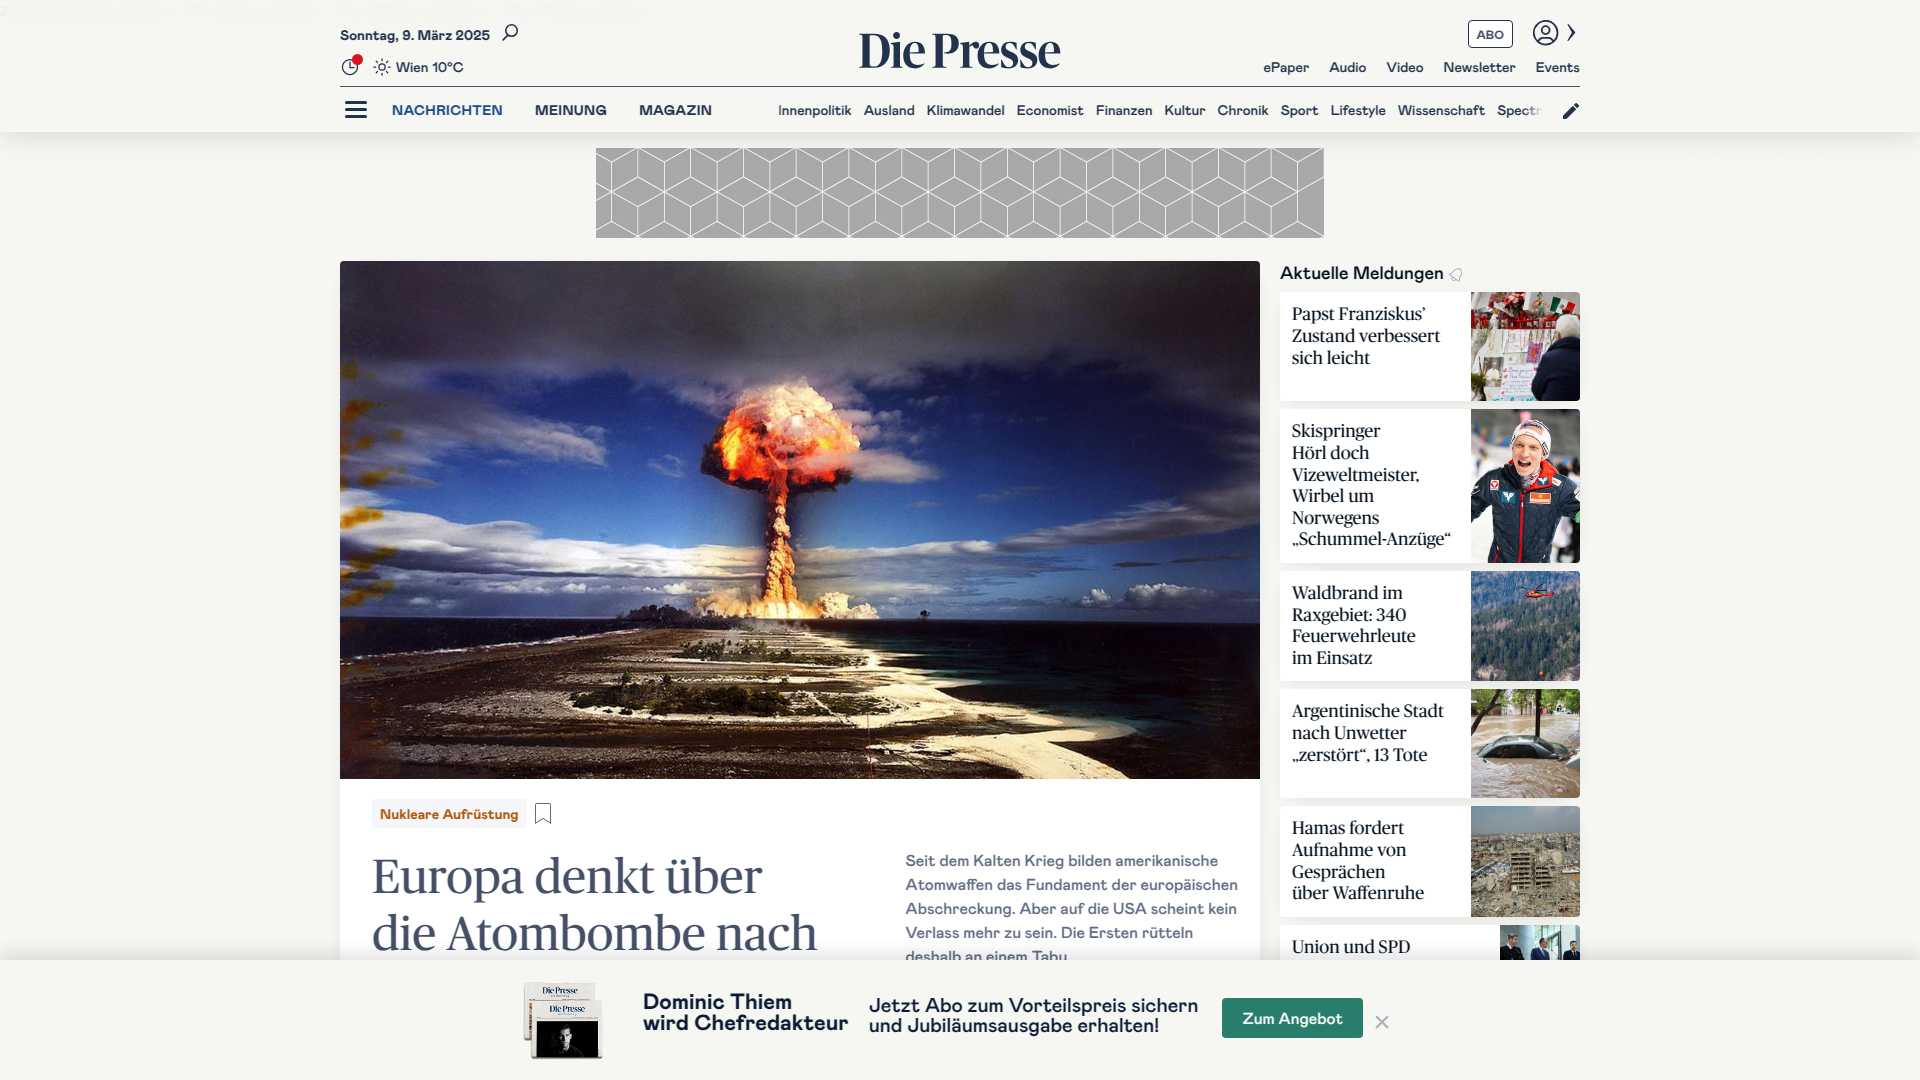 Sonntag, 9. März 2025
Wien 10°C
Die Presse
ABO
ePaper Audio Video Newsletter Events
NACHRICHTEN MEINUNG MAGAZIN
Innenpolitik Ausland Klimawandel Economist Finanzen Kultur Chronik Sport Lifestyle Wissenschaft
Nukleare Aufrüstung
Europa denkt über
die Atombombe nach
Seit dem Kalten Krieg bilden amerikanische
Atomwaffen das Fundament der europäischen
Abschreckung. Aber auf die USA scheint kein
Verlass mehr zu sein. Die Ersten rütteln
deshalb an einem Tabu.
Aktuelle Meldungen
Papst Franziskus’
Zustand verbessert
sich leicht
Skispringer
Hörl doch
Vizeweltmeister,
Wirbel um
Norwegens
„Schummel-Anzüge“
Waldbrand im
Raxgebiet: 340
Feuerwehrleute
im Einsatz
Argentinische Stadt
nach Unwetter
„zerstört“, 13 Tote
Hamas fordert
Aufnahme von
Gesprächen
über Waffenruhe
Union und SPD
Die Presse
Die Presse
Dominic Thiem
wird Chefredakteur
Jetzt Abo zum Vorteilspreis sichern
und Jubiläumsausgabe erhalten!
Zum Angebot